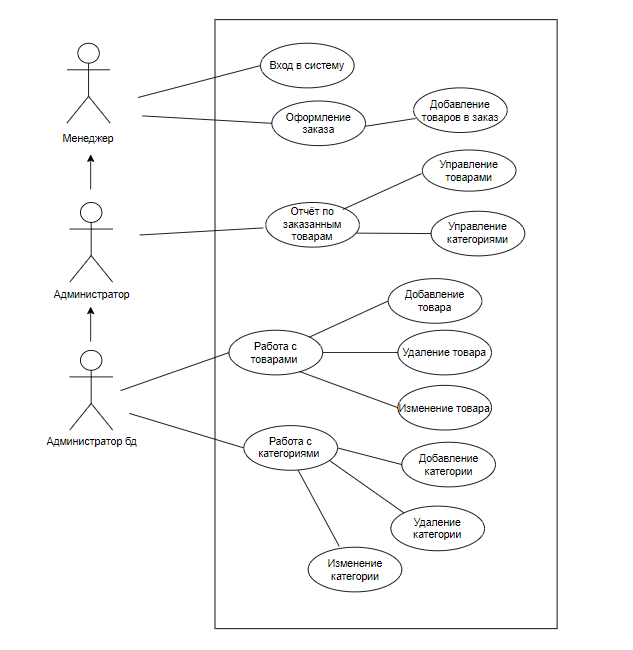 Вход в систему
Менеджер
Оформление
заказа
Добавление
товаров в заказ
Управление
товарами
Администратор
Отчёт по
заказанным
товарам
Управление
категориями
Добавление
товара
Работа с
товарами
Удаление товара
Изменение товара
Администратор бд
Работа с
категориями
Добавление
категории
Удаление
категории
Изменение
категории